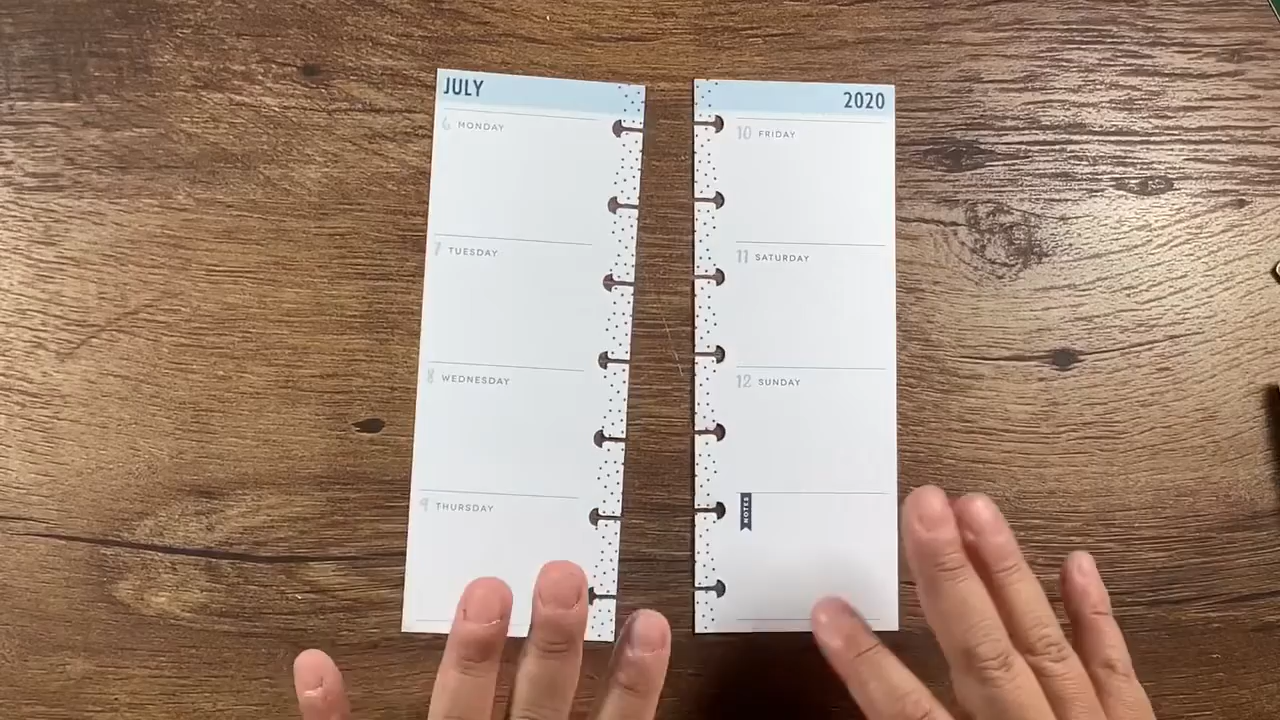 JULY
6 MONDAY
7 TUESDAY
8 WEDNESDAY
9 THURSDAY
2020
10 FRIDAY
11 SATURDAY
12 SUNDAY
NOTES